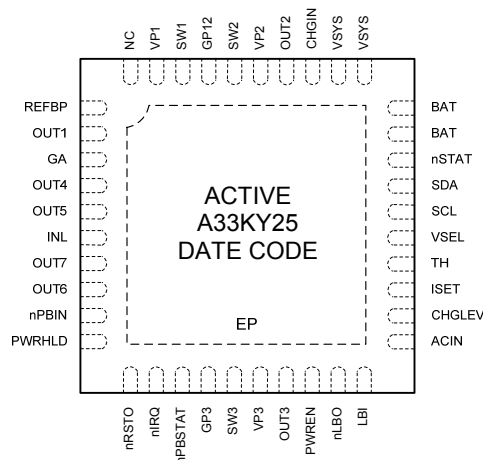 NC
VP1
SW1
GP12
SW2
VP2
OUT2
CHGIN
VSYS
VSYS
REFBP
OUT1
GA
OUT4
OUT5
INL
OUT7
OUT6
nPBIN
PWRHLD
ACTIVE
A33KY25
DATE CODE
EP
BAT
BAT
nSTAT
SDA
SCL
VSEL
TH
ISET
CHGLEV
ACIN
nRSTO
nIRQ
nPBSTAT
GP3
SW3
VP3
OUT3
PWREN
nLBO
LBI